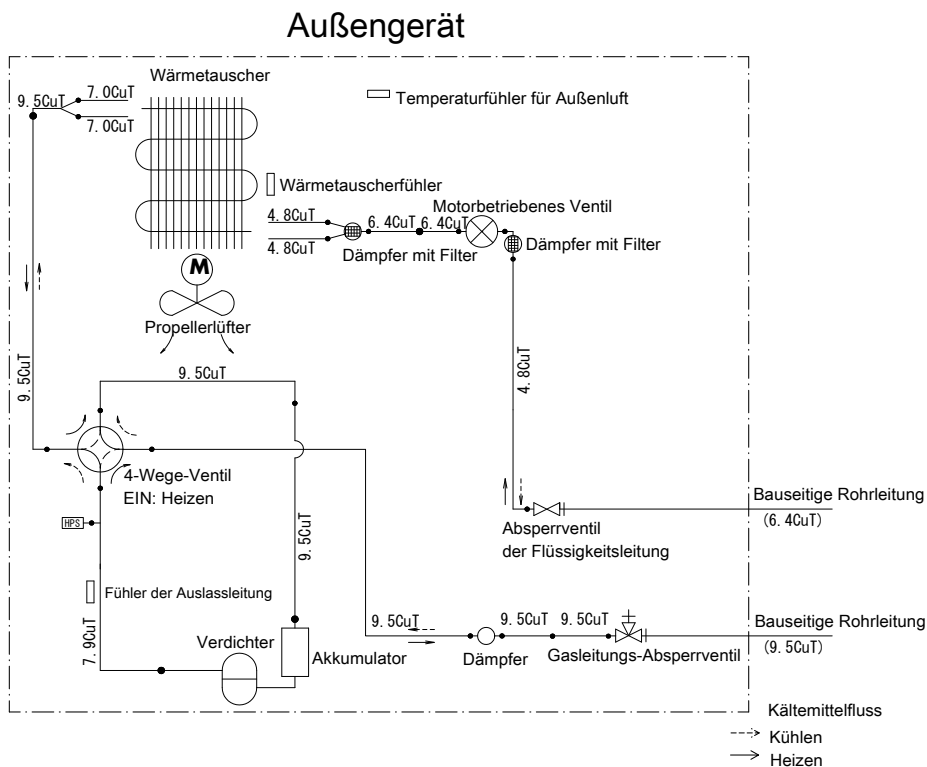 Außengerät
Wärmetauscher
7.0CuT
9.5CuT
7.0CuT
Temperaturfühler für Außenluft
Wärmetauscherfühler
Motorbetriebenes Ventil
4.8CuT
6.4CuT
6.4CuT
4.8CuT
Dämpfer mit Filter
Dämpfer mit Filter
M
Propellerlüfter
9.5CuT
9.5CuT
4.8CuT
4-Wege-Ventil
EIN: Heizen
HPS
9.5CuT
Bauseitige Rohrleitung
(6.4CuT)
Absperrventil
der Flüssigkeitsleitung
Fühler der Auslassleitung
7.9CuT
Verdichter
Akkumulator
9.5CuT
9.5CuT
9.5CuT
Bauseitige Rohrleitung
(9.5CuT)
Dämpfer
Gasleitungs-Absperrventil
Kältemittelfluss
Kühlen
Heizen